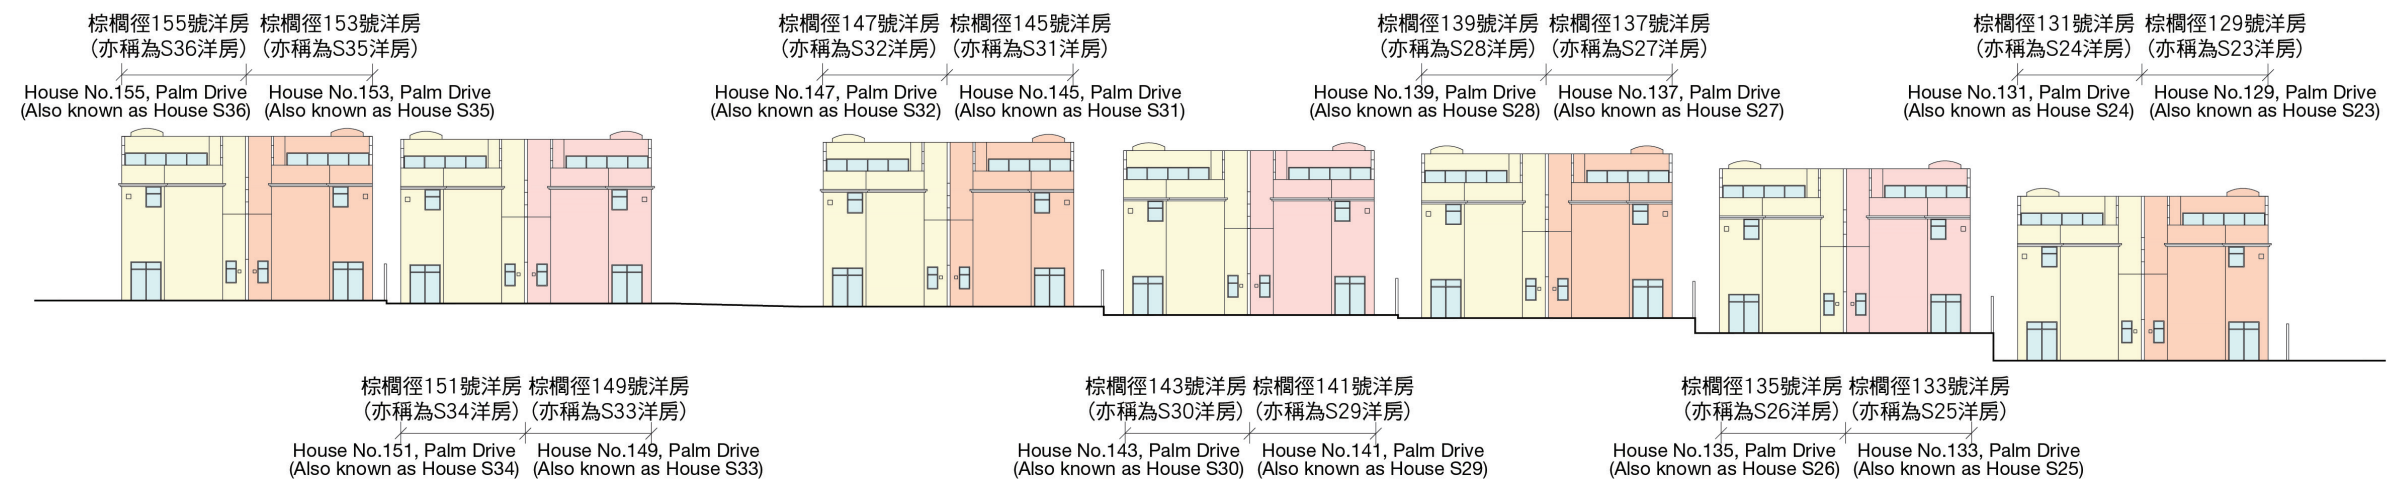 棕櫚徑155號洋房 棕櫚徑153號洋房
(亦稱為S36洋房) (亦稱為S35洋房)
House No.155, Palm Drive House No.153, Palm Drive
(Also known as House S36) (Also known as House S35)
棕櫚徑147號洋房 棕櫚徑145號洋房
(亦稱為S32洋房) (亦稱為S31洋房)
House No.147, Palm Drive House No.145, Palm Drive
(Also known as House S32) (Also known as House S31)
棕櫚徑139號洋房 棕櫚徑137號洋房
(亦稱為S28洋房) (亦稱為S27洋房)
House No.139, Palm Drive House No.137, Palm Drive
(Also known as House S28) (Also known as House S27)
棕櫚徑131號洋房 棕櫚徑129號洋房
(亦稱為S24洋房) (亦稱為S23洋房)
House No.131, Palm Drive House No.129, Palm Drive
(Also known as House S24) (Also known as House S23)
棕櫚徑151號洋房 棕櫚徑149號洋房
(亦稱為S34洋房) (亦稱為S33洋房)
House No.151, Palm Drive House No.149, Palm Drive
(Also known as House S34) (Also known as House S33)
棕櫚徑143號洋房 棕櫚徑141號洋房
(亦稱為S30洋房) (亦稱為S29洋房)
House No.143, Palm Drive House No.141, Palm Drive
(Also known as House S30) (Also known as House S29)
棕櫚徑135號洋房 棕櫚徑133號洋房
(亦稱為S26洋房) (亦稱為S25洋房)
House No.135, Palm Drive House No.133, Palm Drive
(Also known as House S26) (Also known as House S25)